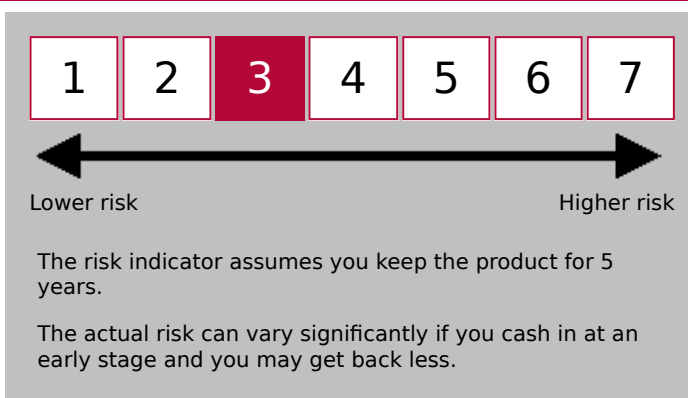 1 2 3 4 5 6 7
Lower risk Higher risk
The risk indicator assumes you keep the product for 5
years.
The actual risk can vary significantly if you cash in at an
early stage and you may get back less.